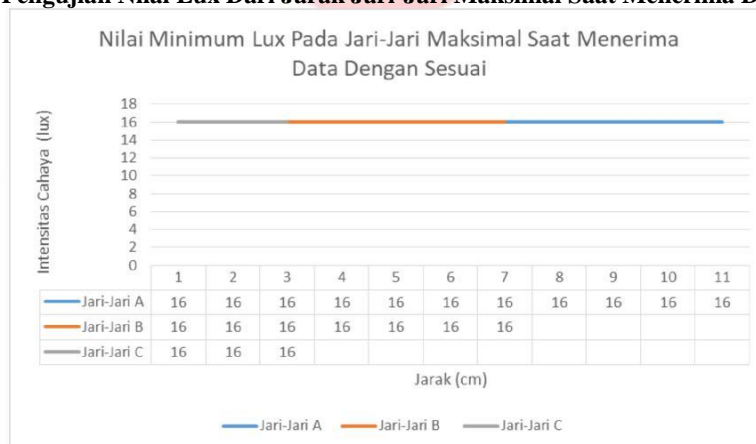 Pengujian Nilai Lux Dari Jarak Jari-Jari Maksimal Saat Menerima D
Nilai Minimum Lux Pada Jari-Jari Maksimal Saat Menerima
Data Dengan Sesuai
Intensitas Cahaya (lux)
18
16
14
12
10
8
6
4
2
0
1 2 3 4 5 6 7 8 9 10 11
Jari-Jari A 16 16 16 16 16 16 16 16 16 16 16
Jari-Jari B 16 16 16 16 16 16 16
Jari-Jari C 16 16 16
Jarak (cm)
Jari-Jari A Jari-Jari B Jari-Jari C